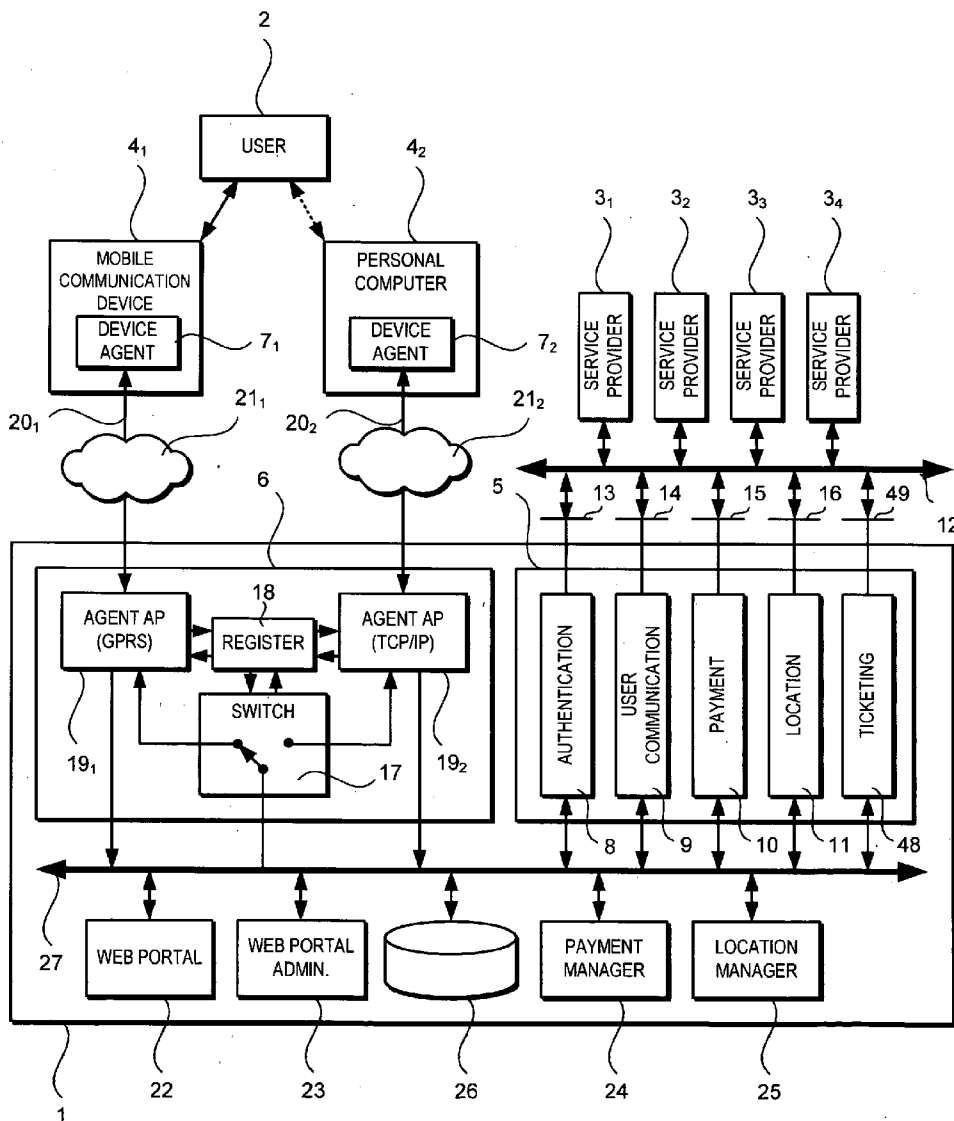 2
USER
4₁
4₂
MOBILE
COMMUNICATION
DEVICE
DEVICE
AGENT
7₁
PERSONAL
COMPUTER
DEVICE
AGENT
7₂
3₁
3₂
3₃
3₄
SERVICE
PROVIDER
SERVICE
PROVIDER
SERVICE
PROVIDER
SERVICE
PROVIDER
20₁
21₁
20₂
21₂
6
5
13
14
15
16
49
12
AGENT AP
(GPRS)
18
REGISTER
AGENT AP
(TCP/IP)
SWITCH
19₁
17
19₂
AUTHENTICATION
USER
COMMUNICATION
PAYMENT
LOCATION
TICKETING
8
9
10
11
48
27
WEB PORTAL
WEB PORTAL
ADMIN.
PAYMENT
MANAGER
LOCATION
MANAGER
1
22
23
26
24
25